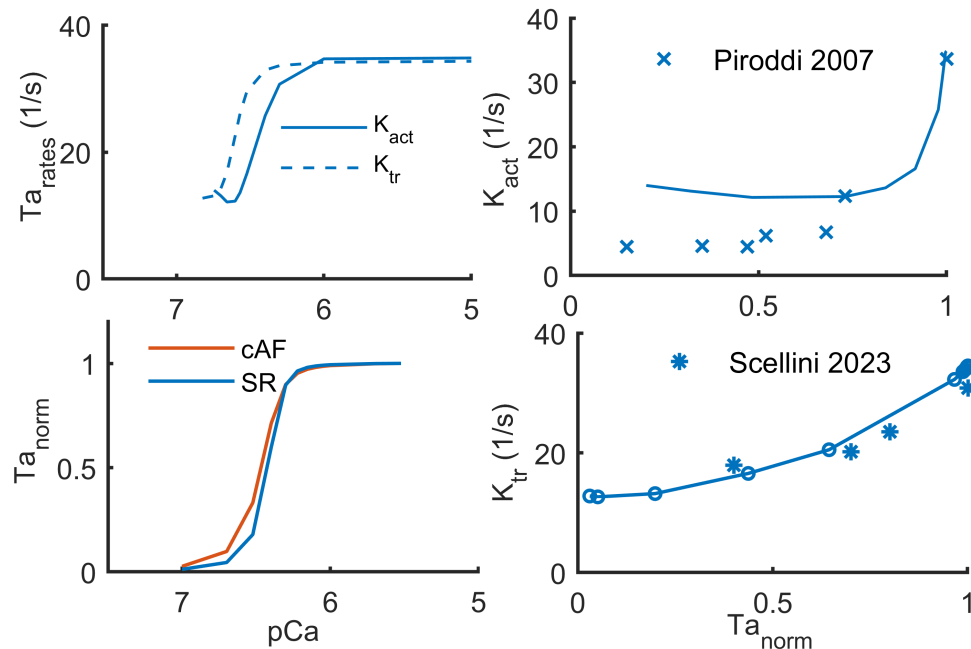 40
20
0
Ta_rates (1/s)
K_act
K_tr
7
6
5
40
30
20
10
0
K_act (1/s)
Piroddi 2007
0
0.5
1
1
0.5
0
Ta_norm
cAF
SR
7
6
5
pCa
40
20
0
K_tr (1/s)
Scellini 2023
0
0.5
1
Ta_norm